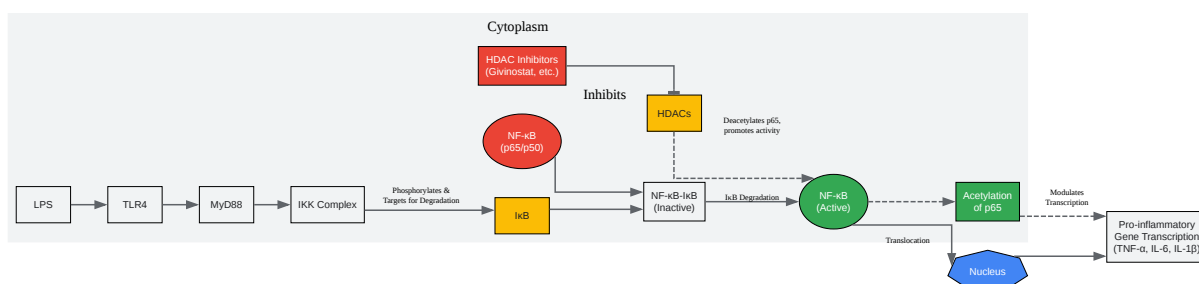 Cytoplasm
HDAC Inhibitors
(Givinostat, etc.)
Inhibits
HDACs
Deacetylates p65,
promotes activity
NF-κB
(p65/p50)
LPS
TLR4
MyD88
IKK Complex
Phosphorylates &
Targets for Degradation
IκB
NF-κB-IκB
(Inactive)
IκB Degradation
NF-κB
(Active)
Acetylation
of p65
Modulates
Transcription
Translocation
Nucleus
Pro-inflammatory
Gene Transcription
(TNF-α, IL-6, IL-1β)